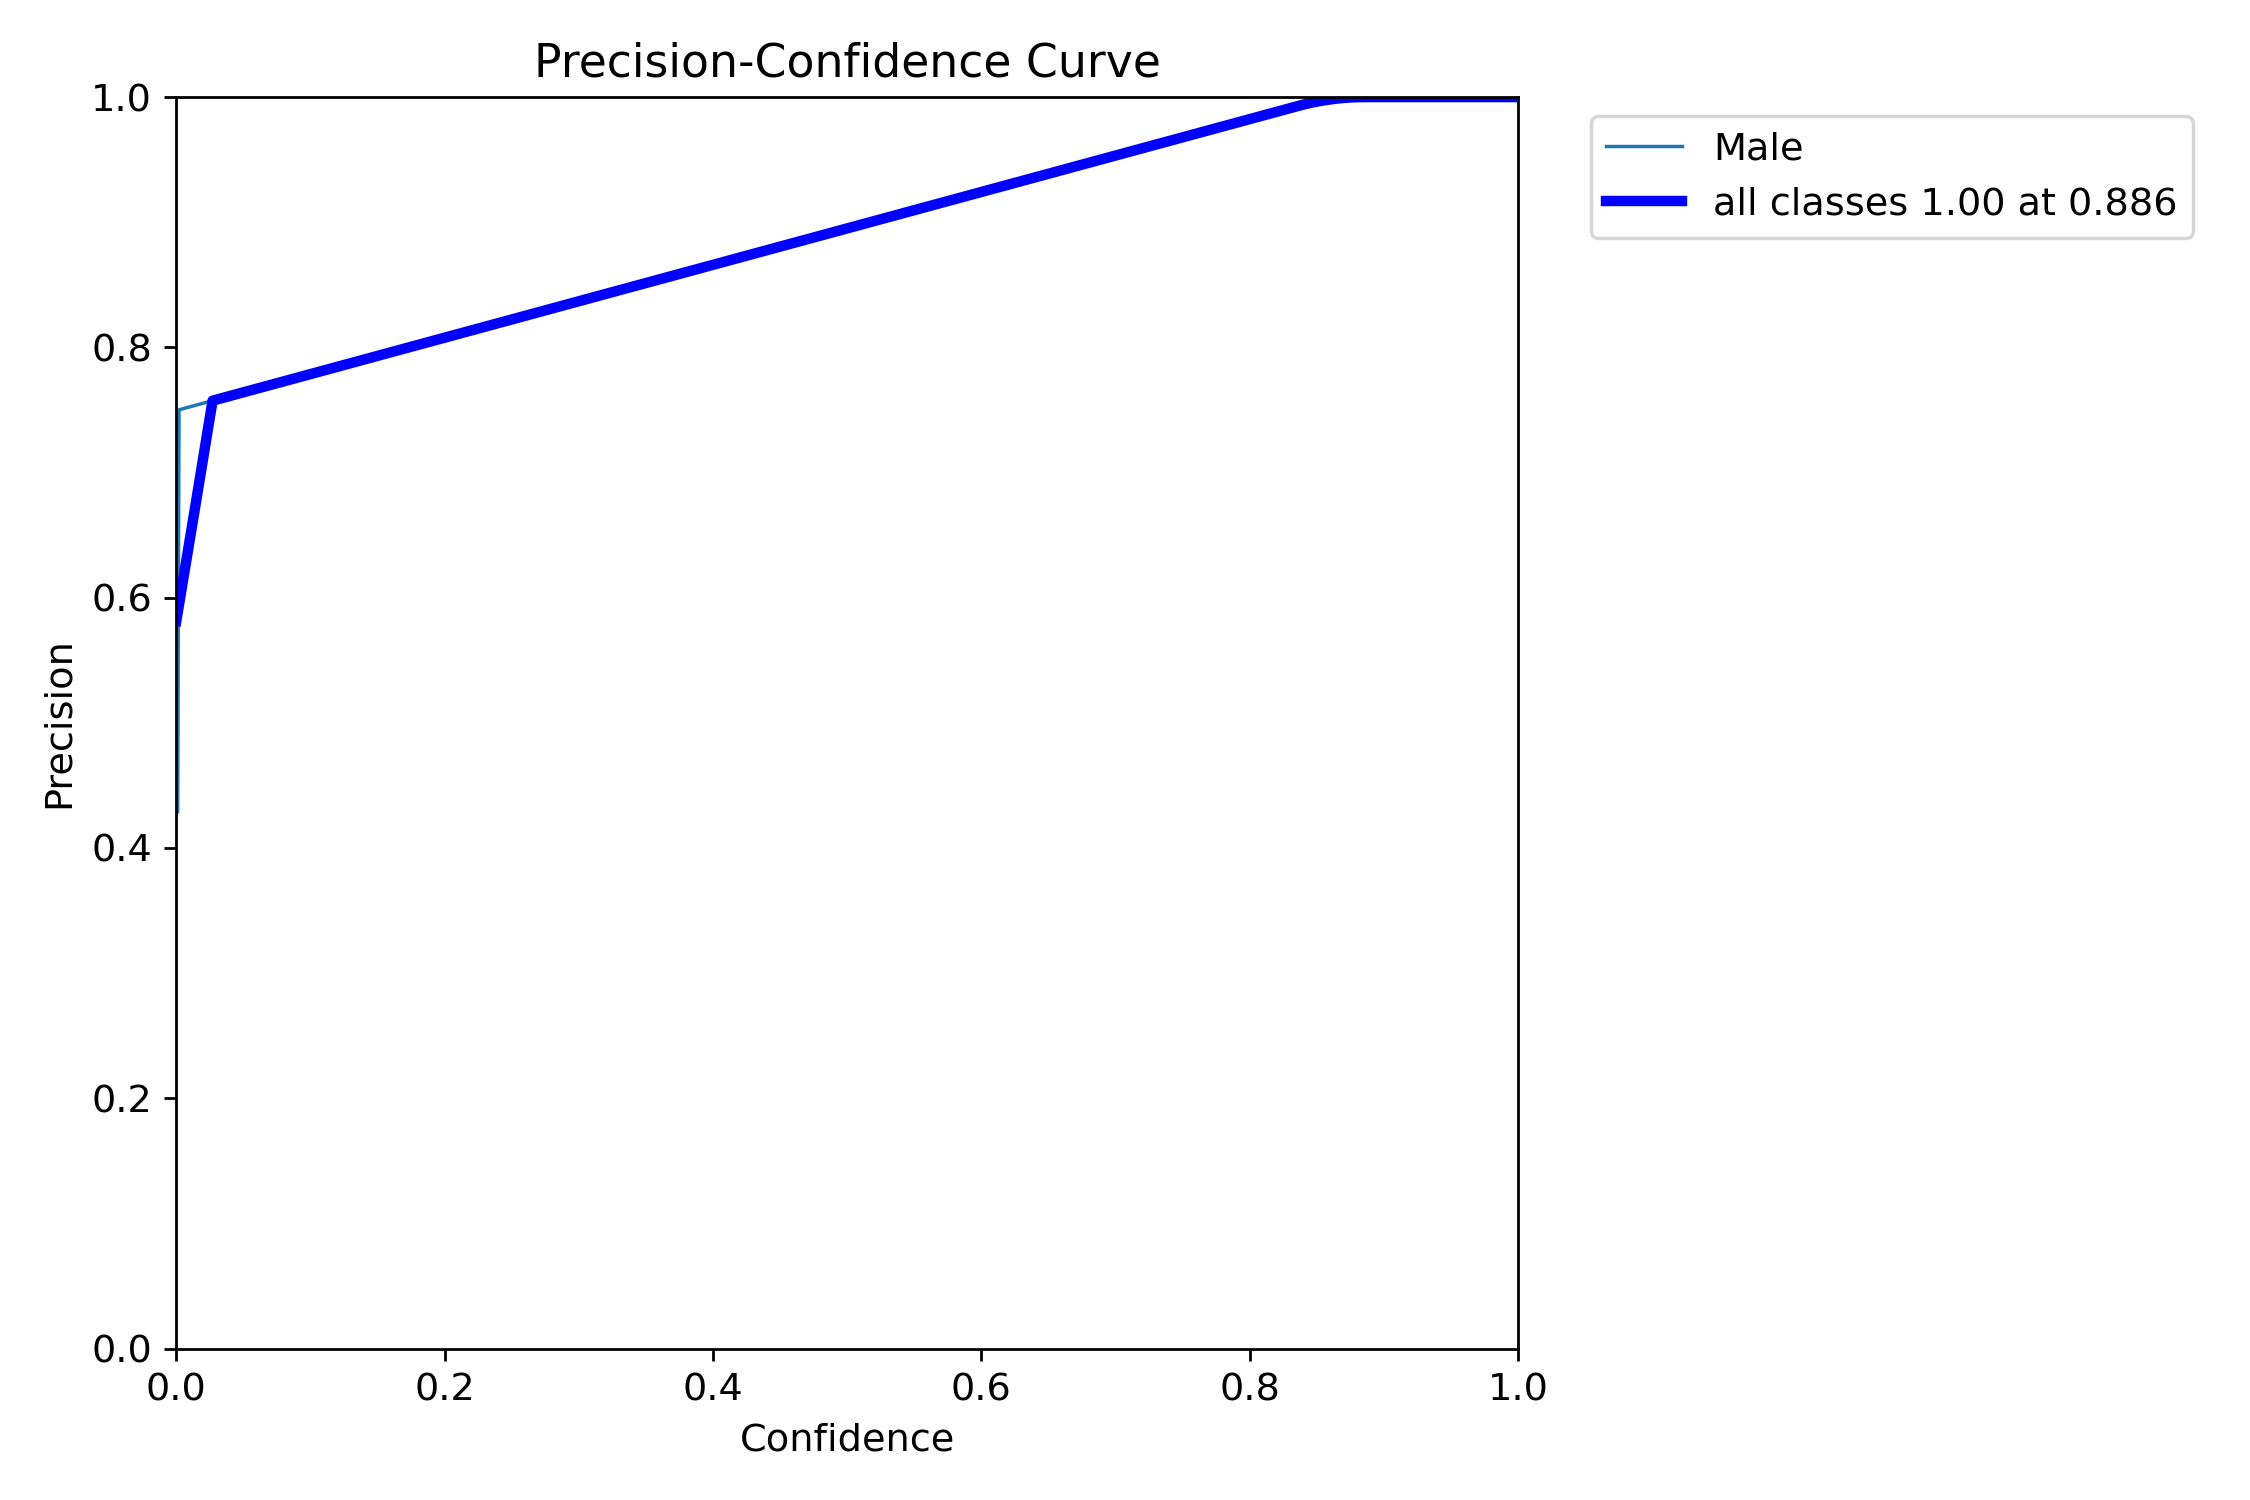 Precision-Confidence Curve
Male
all classes 1.00 at 0.886
1.0
0.8
0.6
0.4
0.2
0.0
Precision
0.0 0.2 0.4 0.6 0.8 1.0
Confidence